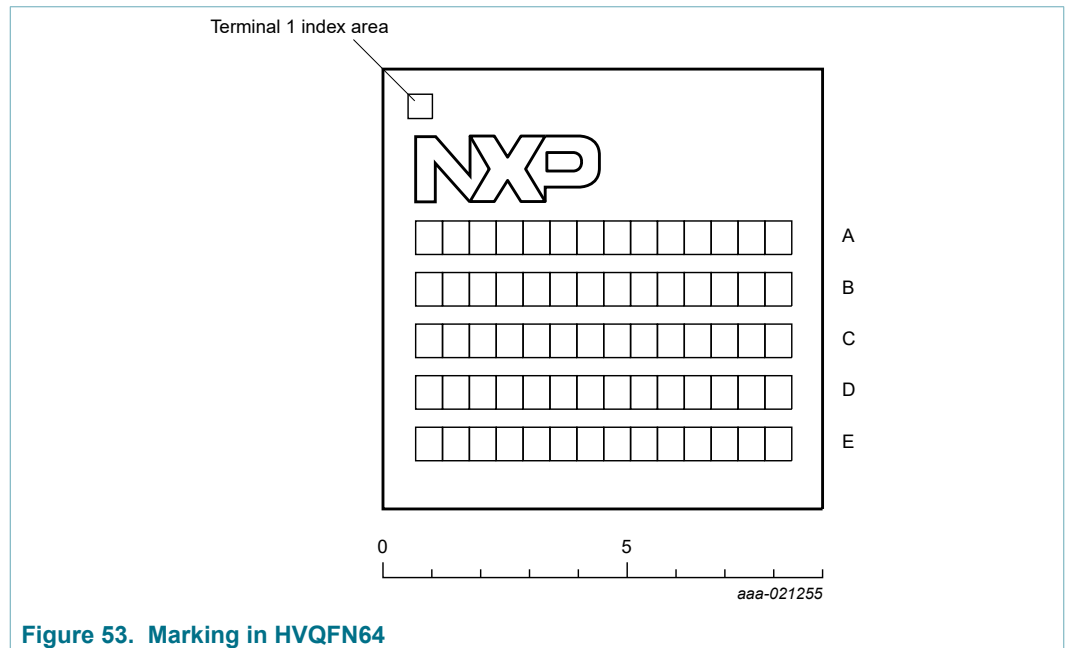 Terminal 1 index area
NXP
A
B
C
D
E
0 5
aaa-021255
Figure 53. Marking in HVQFN64